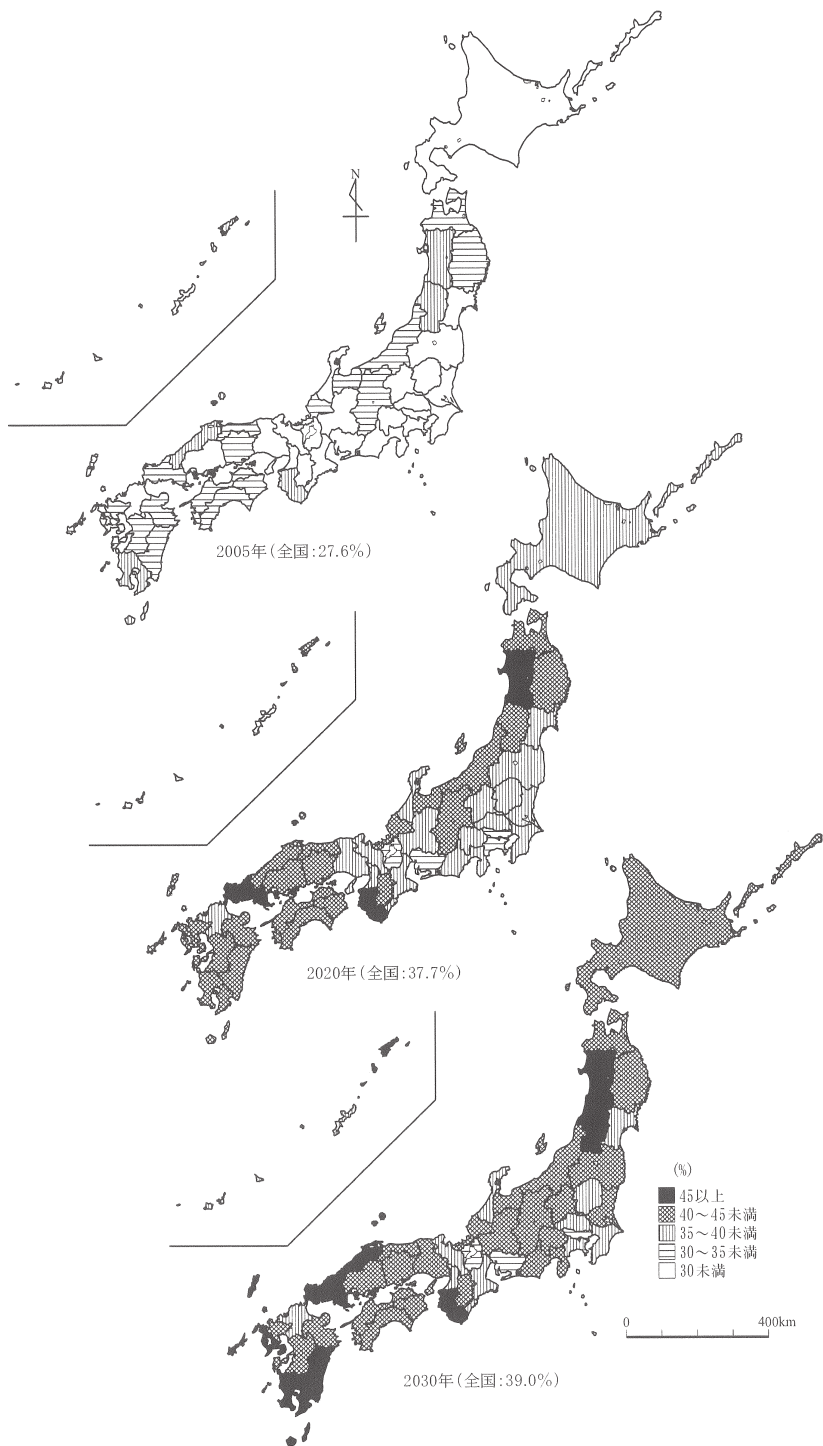 N
2005年(全国:27.6%)
2020年(全国:37.7%)
(%)
45以上
40～45未満
35～40未満
30～35未満
30未満
0 400km
2030年(全国:39.0%)